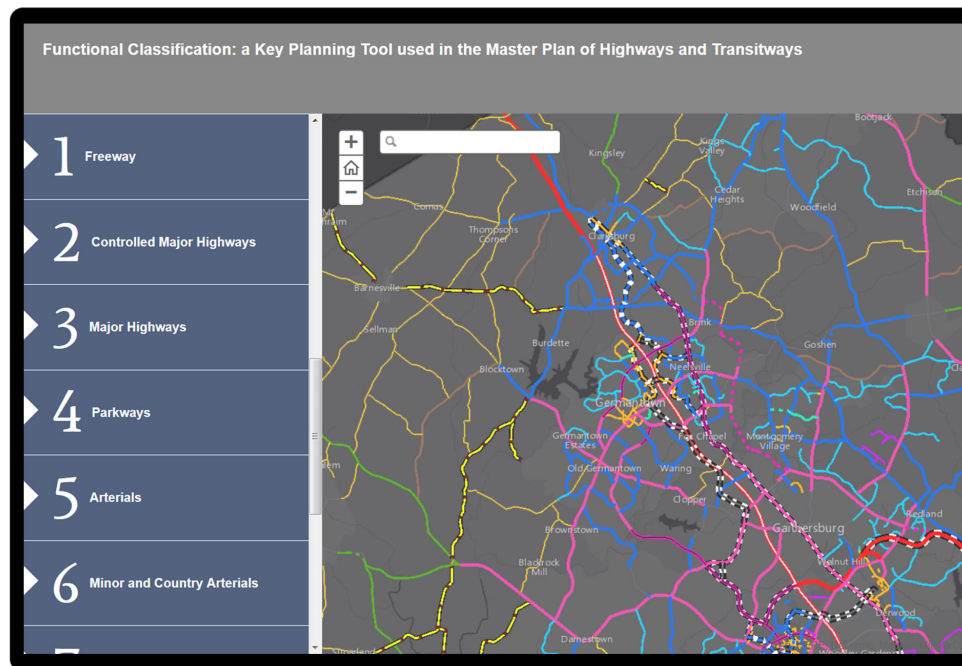 Functional Classification: a Key Planning Tool used in the Master Plan of Highways and Transitways
1 Freeway
2 Controlled Major Highways
3 Major Highways
4 Parkways
5 Arterials
6 Minor and Country Arterials
Bootjack
Kingsley
Kings
Valley
Etchison
Cedar
Heights
Comus
Woodfield
Thompsons
Corner
Clarksburg
Barnesville
Sellman
Brink
Burdette
Goshen
Blocktown
Neelsville
Germantown
Germantown
Estates
Fox Chapel
Montgomery
Village
Old Germantown
Waring
Clopper
Redland
Gaithersburg
Brownstown
Blackrock
Mill
Walnut Hill
Derwood
Damestown